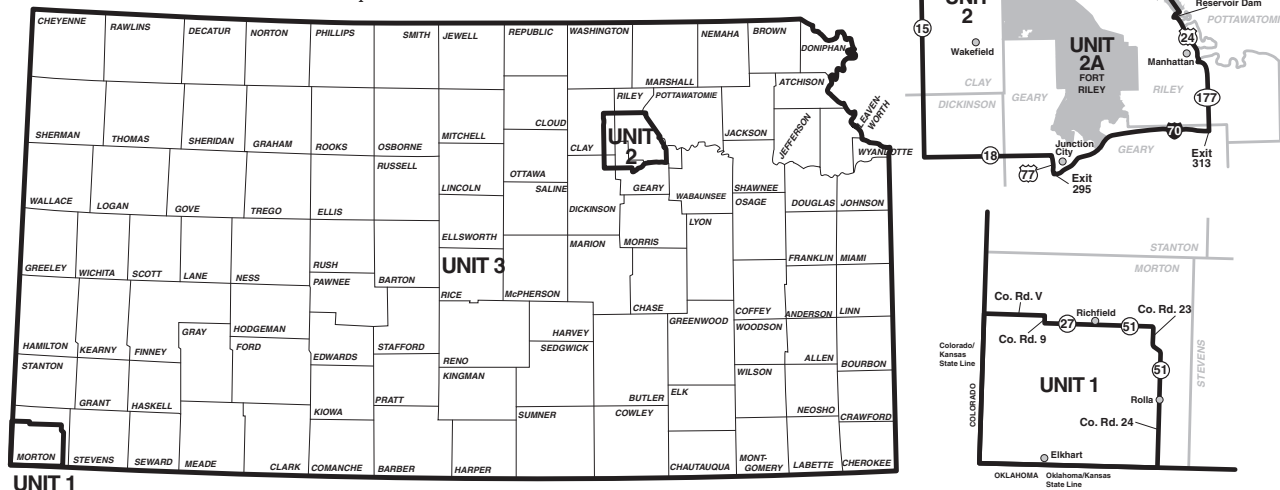 CHEYENNE
RAWLINS
DECATUR
NORTON
PHILLIPS
SMITH
JEWELL
REPUBLIC
WASHINGTON
MARSHALL
NEMAHA
BROWN
DONIPHAN
SHERMAN
THOMAS
SHERIDAN
GRAHAM
ROOKS
OSBORNE
MITCHELL
CLOUD
CLAY
RILEY
POTTAWATOMIE
JACKSON
ATCHISON
JEFFERSON
LEAVEN-
WORTH
WYANDOTTE
UNIT
2
WALLACE
LOGAN
GOVE
TREGO
ELLIS
RUSSELL
LINCOLN
OTTAWA
SALINE
DICKINSON
GEARY
WABAUNSEE
SHAWNEE
OSAGE
DOUGLAS
JOHNSON
GREELEY
WICHITA
SCOTT
LANE
NESS
RUSH
PAWNEE
BARTON
ELLSWORTH
UNIT 3
RICE
McPHERSON
MARION
MORRIS
LYON
CHASE
FRANKLIN
MIAMI
COFFEY
ANDERSON
LINN
HAMILTON
KEARNY
FINNEY
GRAY
HODGEMAN
FORD
EDWARDS
STAFFORD
RENO
HARVEY
SEDGWICK
BUTLER
GREENWOOD
WOODSON
ALLEN
BOURBON
STANTON
GRANT
HASKELL
KIOWA
PRATT
KINGMAN
SUMNER
COWLEY
ELK
WILSON
NEOSHO
CRAWFORD
MORTON
STEVENS
SEWARD
MEADE
CLARK
COMANCHE
BARBER
HARPER
CHAUTAUQUA
MONT-
GOMERY
LABETTE
CHEROKEE
UNIT 1
2
15
Wakefield
CLAY
DICKINSON
GEARY
UNIT
2A
FORT
RILEY
Reservoir Dam
24
Manhattan
RILEY
177
70
Junction
City
GEARY
18
77
Exit
295
Exit
313
STANTON
MORTON
Co. Rd. V
Richfield
Co. Rd. 23
27
51
Co. Rd. 9
Colorado/
Kansas
State Line
51
STEVENS
UNIT 1
Rolla
COLORADO
Co. Rd. 24
Elkhart
OKLAHOMA
Oklahoma/Kansas
State Line